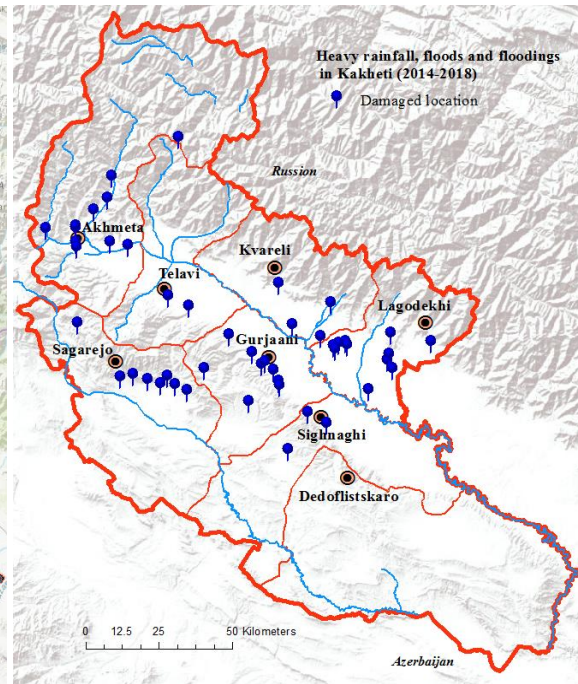 Heavy rainfall, floods and floodings
in Kakheti (2014-2018)
Damaged location
Russion
Akhmeta
Kvareli
Telavi
Lagodekhi
Gurjaani
Sagarejo
Sighnaghi
Dedoflistskaro
0 12.5 25 50 Kilometers
Azerbaijan